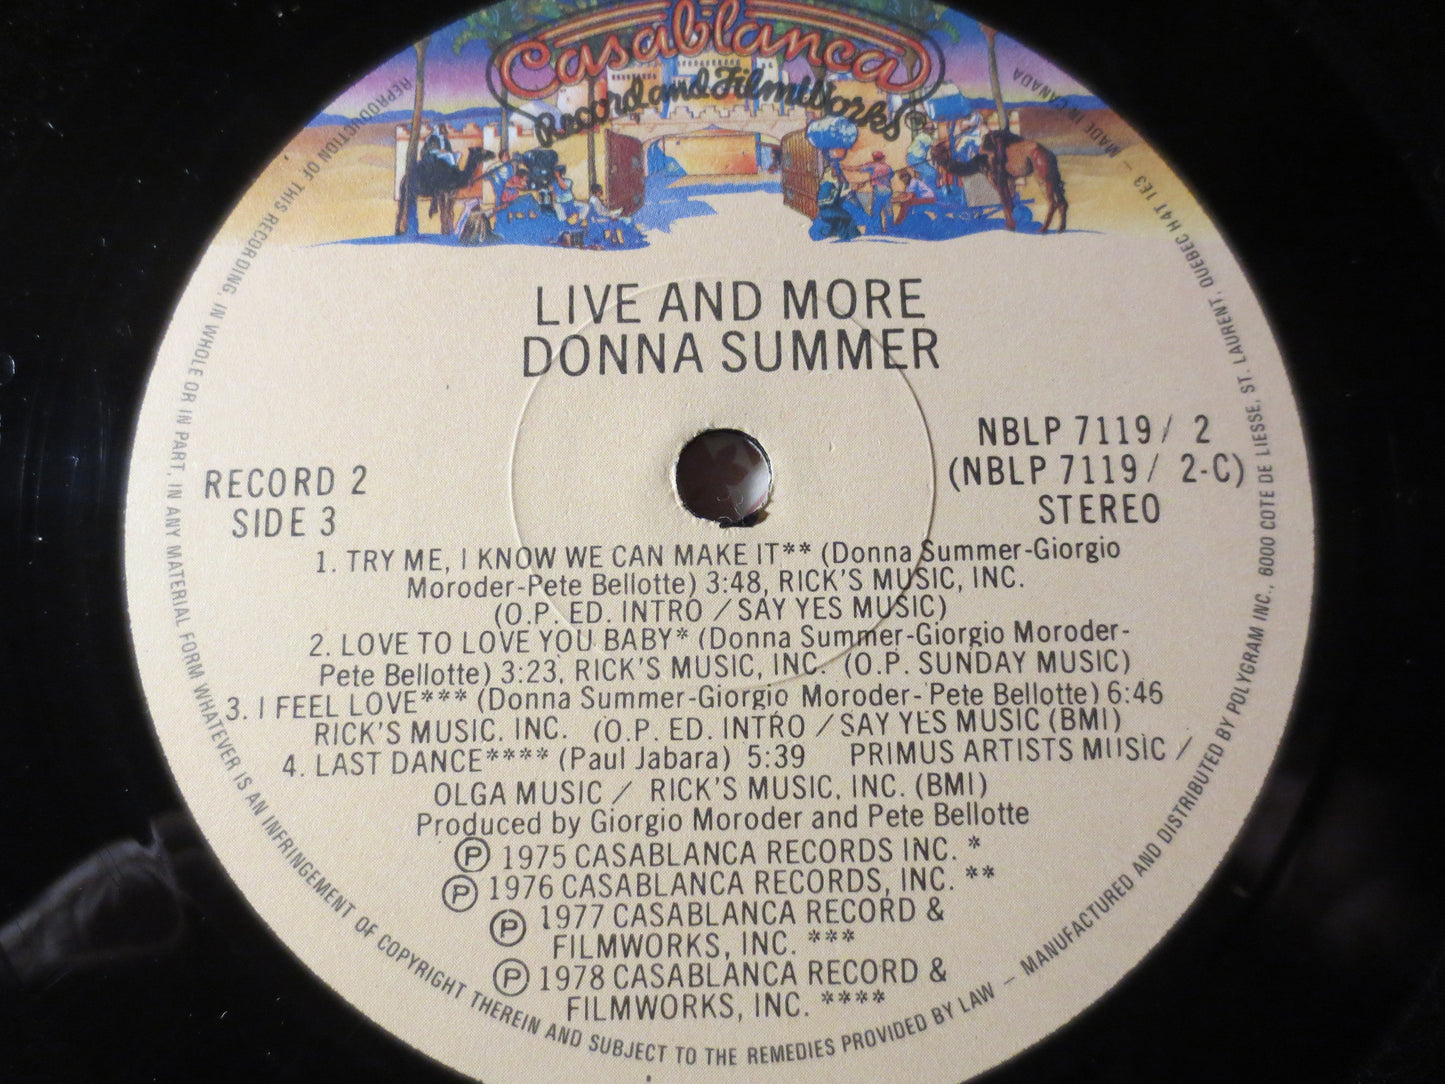 Casablanca
Record and FilmWorks®
LIVE AND MORE
DONNA SUMMER
RECORD 2
SIDE 3
NBLP 7119/ 2
(NBLP 7119/ 2-C)
STEREO
1. TRY ME, I KNOW WE CAN MAKE IT** (Donna Summer-Giorgio
Moroder-Pete Bellotte) 3:48, RICK'S MUSIC, INC.
(O.P. ED. INTRO / SAY YES MUSIC)
2. LOVE TO LOVE YOU BABY* (Donna Summer-Giorgio Moroder-
Pete Bellotte) 3:23, RICK'S MUSIC, INC. (O.P. SUNDAY MUSIC)
3. I FEEL LOVE*** (Donna Summer-Giorgio Moroder- Pete Bellotte) 6:46
RICK'S MUSIC. INC. (O.P. ED. INTRO / SAY YES MUSIC (BMI)
4. LAST DANCE**** (Paul Jabara) 5:39 PRIMUS ARTISTS MUSIC /
OLGA MUSIC / RICK'S MUSIC, INC. (BMI)
Produced by Giorgio Moroder and Pete Bellotte
Ⓟ 1975 CASABLANCA RECORDS INC. *
Ⓟ 1976 CASABLANCA RECORDS, INC. **
Ⓟ 1977 CASABLANCA RECORD &
FILMWORKS, INC. ***
Ⓟ 1978 CASABLANCA RECORD &
FILMWORKS, INC. ****
REPRODUCTION OF THIS RECORDING, IN WHOLE OR IN PART, IN ANY MATERIAL FORM WHATEVER IS AN INFRINGEMENT OF COPYRIGHT THEREIN AND SUBJECT TO THE REMEDIES PROVIDED BY LAW – MANUFACTURED AND DISTRIBUTED BY POLYGRAM INC., 6000 COTE DE LIESSE, ST. LAURENT, QUEBEC H4T 1E3 – MADE IN CANADA